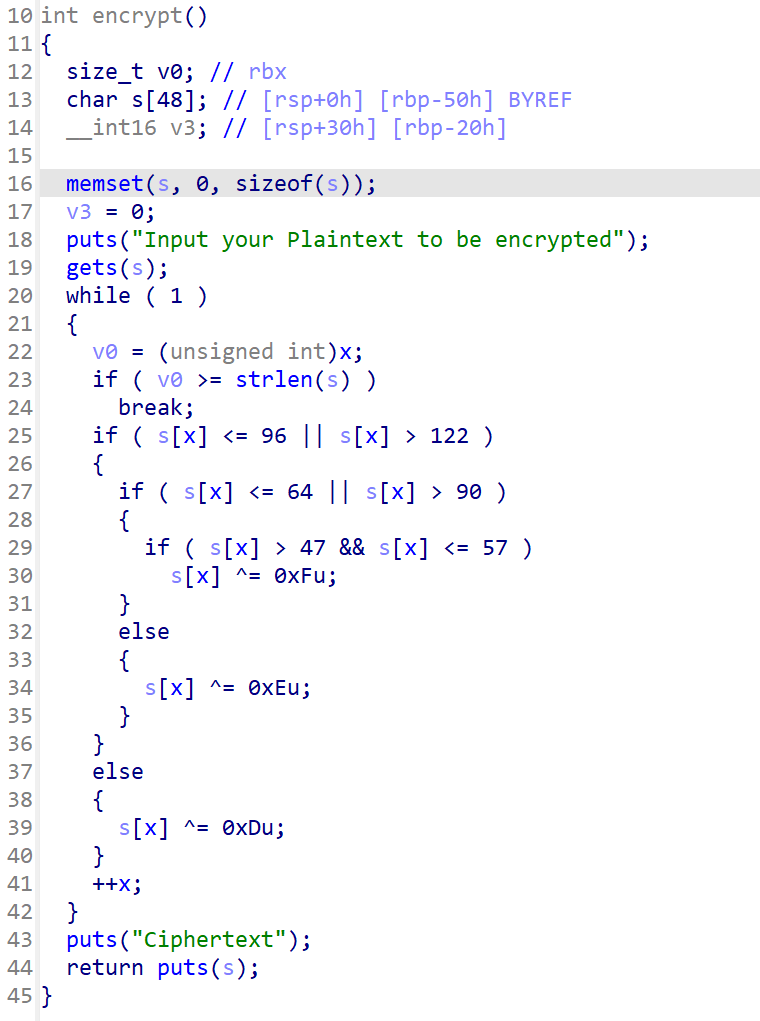 10 int encrypt()
11 {
12   size_t v0; // rbx
13   char s[48]; // [rsp+0h] [rbp-50h] BYREF
14   __int16 v3; // [rsp+30h] [rbp-20h]
15
16   memset(s, 0, sizeof(s));
17   v3 = 0;
18   puts("Input your Plaintext to be encrypted");
19   gets(s);
20   while ( 1 )
21   {
22     v0 = (unsigned int)x;
23     if ( v0 >= strlen(s) )
24       break;
25     if ( s[x] <= 96 || s[x] > 122 )
26     {
27       if ( s[x] <= 64 || s[x] > 90 )
28       {
29         if ( s[x] > 47 && s[x] <= 57 )
30           s[x] ^= 0xFu;
31       }
32       else
33       {
34         s[x] ^= 0xEu;
35       }
36     }
37     else
38     {
39       s[x] ^= 0xDu;
40     }
41     ++x;
42   }
43   puts("Ciphertext");
44   return puts(s);
45 }